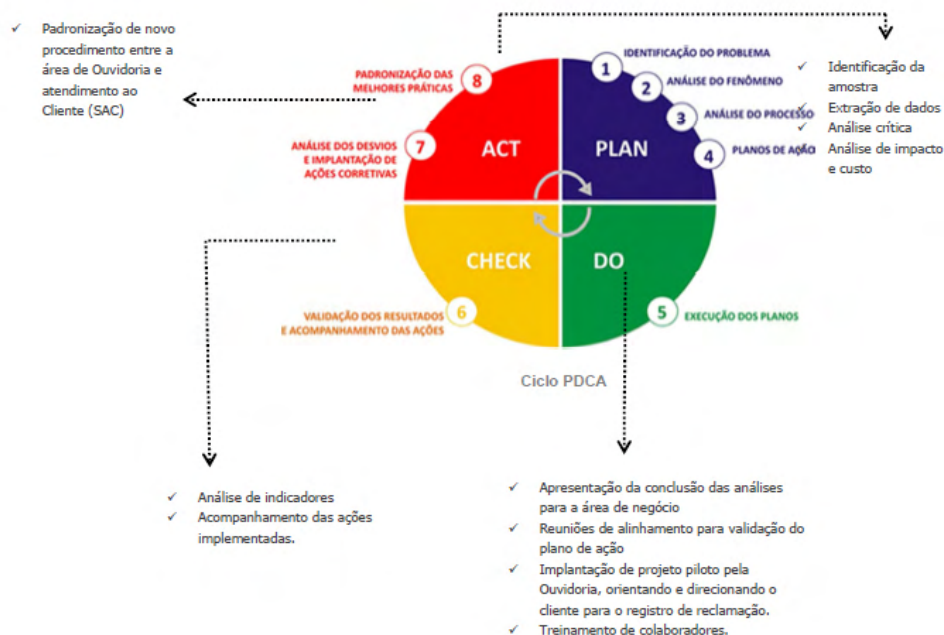 ✓ Padronização de novo
procedimento entre a
área de Ouvidoria e
atendimento ao
Cliente (SAC)
8
PADRONIZAÇÃO DAS
MELHORES PRÁTICAS
7
ANÁLISE DOS DESVIOS
E IMPLANTAÇÃO DE
AÇÕES CORRETIVAS
ACT
PLAN
1 IDENTIFICAÇÃO DO PROBLEMA
2 ANÁLISE DO FENÔMENO
3 ANÁLISE DO PROCESSO
4 PLANOS DE AÇÃO
✓ Identificação da
amostra
✓ Extração de dados
✓ Análise crítica
✓ Análise de impacto
e custo
CHECK
DO
6
VALIDAÇÃO DOS RESULTADOS
E ACOMPANHAMENTO DAS AÇÕES
5 EXECUÇÃO DOS PLANOS
Ciclo PDCA
✓ Análise de indicadores
✓ Acompanhamento das ações
implementadas.
✓ Apresentação da conclusão das análises
para a área de negócio
✓ Reuniões de alinhamento para validação do
plano de ação
✓ Implantação de projeto piloto pela
Ouvidoria, orientando e direcionando o
cliente para o registro de reclamação.
✓ Treinamento de colaboradores.